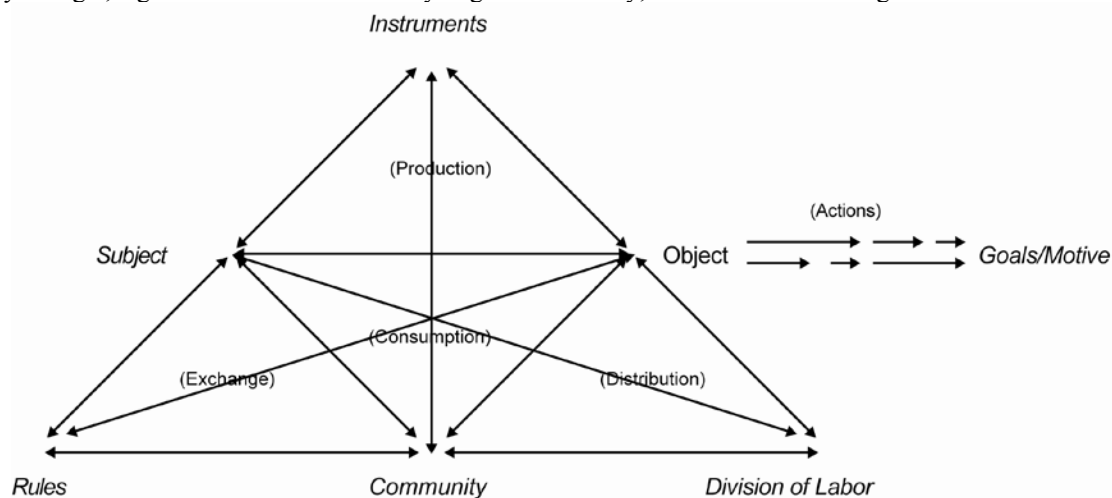 Instruments
(Production)
(Actions)
Subject
Object
Goals/Motive
(Consumption)
(Exchange)
(Distribution)
Rules
Community
Division of Labor